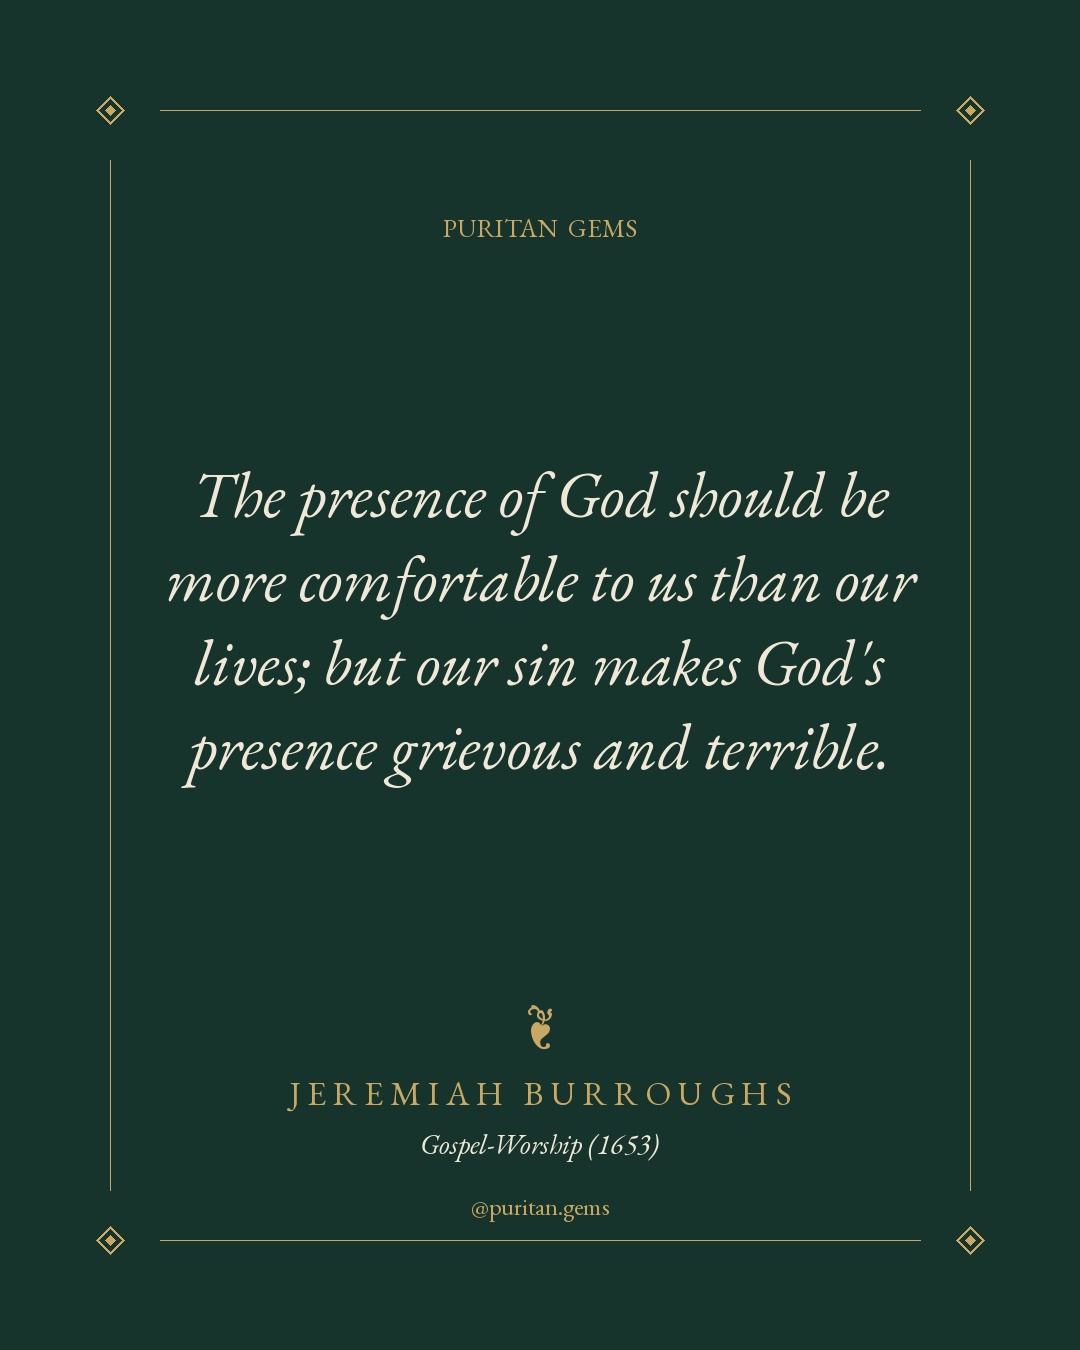 PURITAN GEMS
The presence of God should be
more comfortable to us than our
lives; but our sin makes God's
presence grievous and terrible.
JEREMIAH BURROUGHS
Gospel-Worship (1653)
@puritan.gems